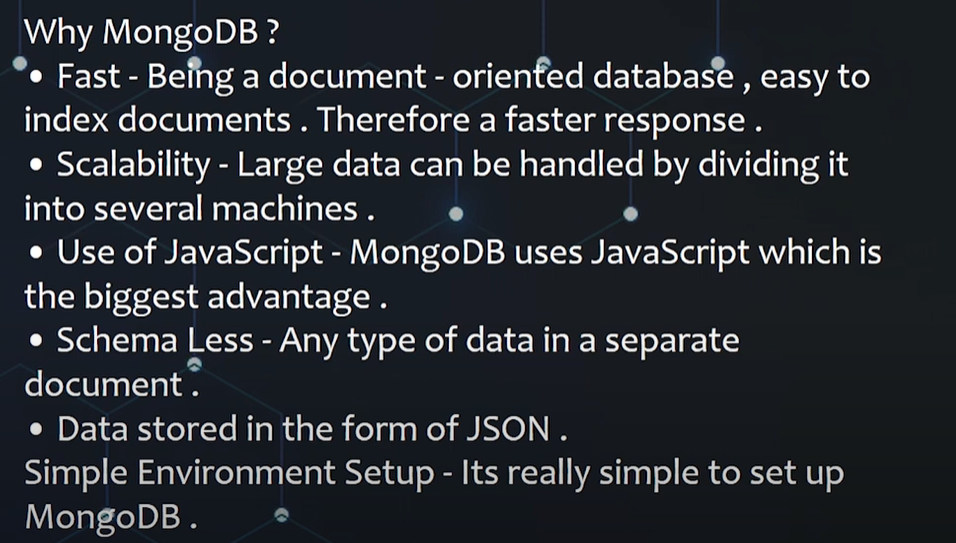 Why MongoDB ?
• Fast - Being a document - oriented database , easy to
index documents . Therefore a faster response .
• Scalability - Large data can be handled by dividing it
into several machines .
• Use of JavaScript - MongoDB uses JavaScript which is
the biggest advantage .
• Schema Less - Any type of data in a separate
document .
• Data stored in the form of JSON .
Simple Environment Setup - Its really simple to set up
MongoDB .